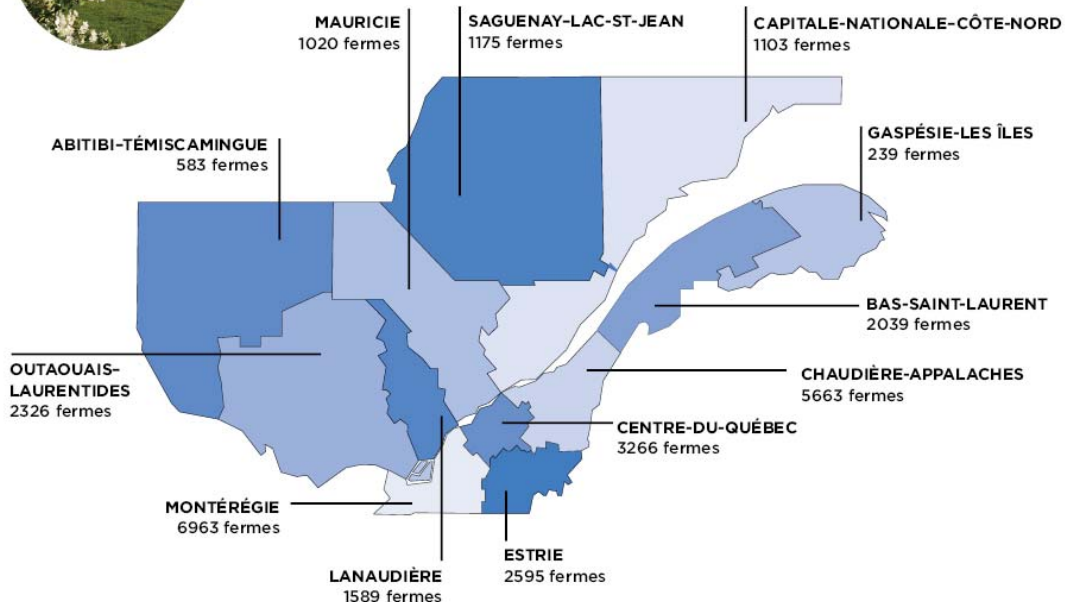 MAURICIE
1020 fermes
SAGUENAY-LAC-ST-JEAN
1175 fermes
CAPITALE-NATIONALE-CÔTE-NORD
1103 fermes
ABITIBI-TÉMISCAMINGUE
583 fermes
GASPÉSIE-LES ÎLES
239 fermes
BAS-SAINT-LAURENT
2039 fermes
OUTAOUAIS-
LAURENTIDES
2326 fermes
CHAUDIÈRE-APPALACHES
5663 fermes
CENTRE-DU-QUÉBEC
3266 fermes
MONTÉRÉGIE
6963 fermes
ESTRIE
2595 fermes
LANAUDIÈRE
1589 fermes